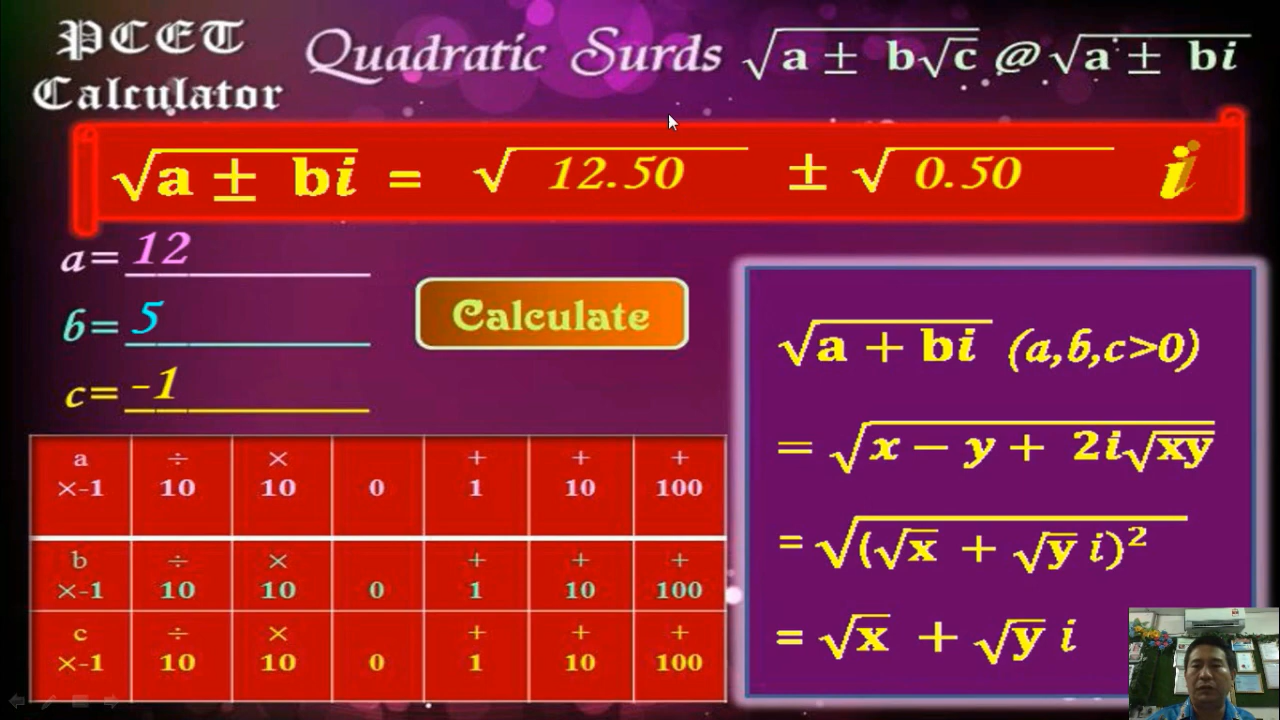 PCET
Calculator
Quadratic Surds √a ± b√c @ √a ± bi
√a ± bi = √12.50 ± √0.50 i
a= 12
b= 5
c= -1
Calculate
a ÷ × + + +
×-1 10 10 0 1 10 100
b ÷ × + + +
×-1 10 10 0 1 10 100
c ÷ × + + +
×-1 10 10 0 1 10 100
√a + bi (a,b,c>0)
= √x − y + 2i√xy
= √(√x + √y i)²
= √x + √y i